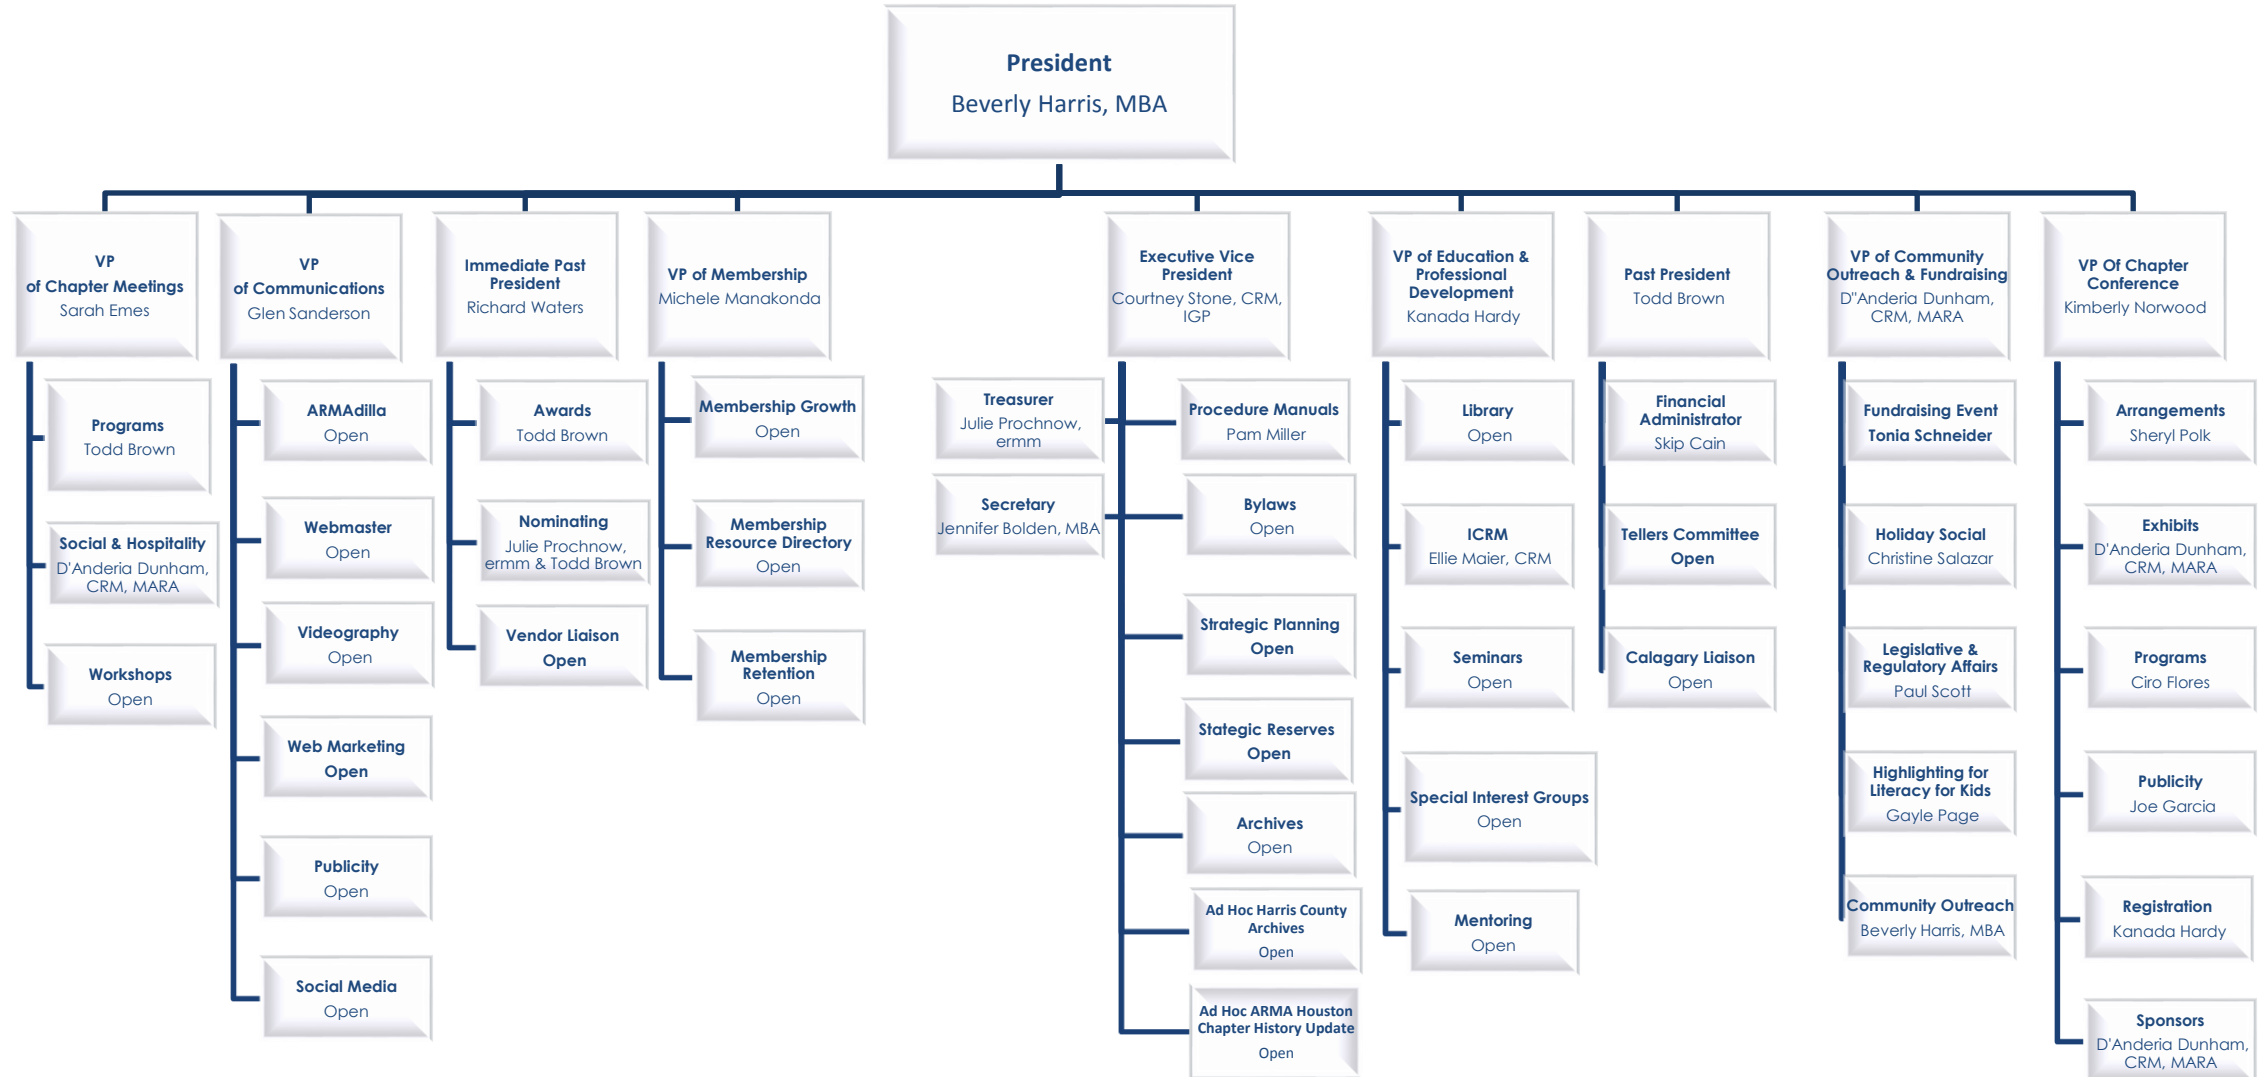 President
Beverly Harris, MBA
VP
of Chapter Meetings
Sarah Emes
Programs
Todd Brown
Social & Hospitality
D'Anderia Dunham,
CRM, MARA
Workshops
Open
VP
of Communications
Glen Sanderson
ARMAdilla
Open
Webmaster
Open
Videography
Open
Web Marketing
Open
Publicity
Open
Social Media
Open
Immediate Past
President
Richard Waters
Awards
Todd Brown
Nominating
Julie Prochnow,
ermm & Todd Brown
Vendor Liaison
Open
VP of Membership
Michele Manakonda
Membership Growth
Open
Membership
Resource Directory
Open
Membership
Retention
Open
Executive Vice
President
Courtney Stone, CRM,
IGP
Treasurer
Julie Prochnow,
ermm
Secretary
Jennifer Bolden, MBA
Procedure Manuals
Pam Miller
Bylaws
Open
Strategic Planning
Open
Stategic Reserves
Open
Archives
Open
Ad Hoc Harris County
Archives
Open
Ad Hoc ARMA Houston
Chapter History Update
Open
VP of Education &
Professional
Development
Kanada Hardy
Library
Open
ICRM
Ellie Maier, CRM
Seminars
Open
Special Interest Groups
Open
Mentoring
Open
Past President
Todd Brown
Financial
Administrator
Skip Cain
Tellers Committee
Open
Calagary Liaison
Open
VP of Community
Outreach & Fundraising
D"Anderia Dunham,
CRM, MARA
Fundraising Event
Tonia Schneider
Holiday Social
Christine Salazar
Legislative &
Regulatory Affairs
Paul Scott
Highlighting for
Literacy for Kids
Gayle Page
Community Outreach
Beverly Harris, MBA
VP Of Chapter
Conference
Kimberly Norwood
Arrangements
Sheryl Polk
Exhibits
D'Anderia Dunham,
CRM, MARA
Programs
Ciro Flores
Publicity
Joe Garcia
Registration
Kanada Hardy
Sponsors
D'Anderia Dunham,
CRM, MARA